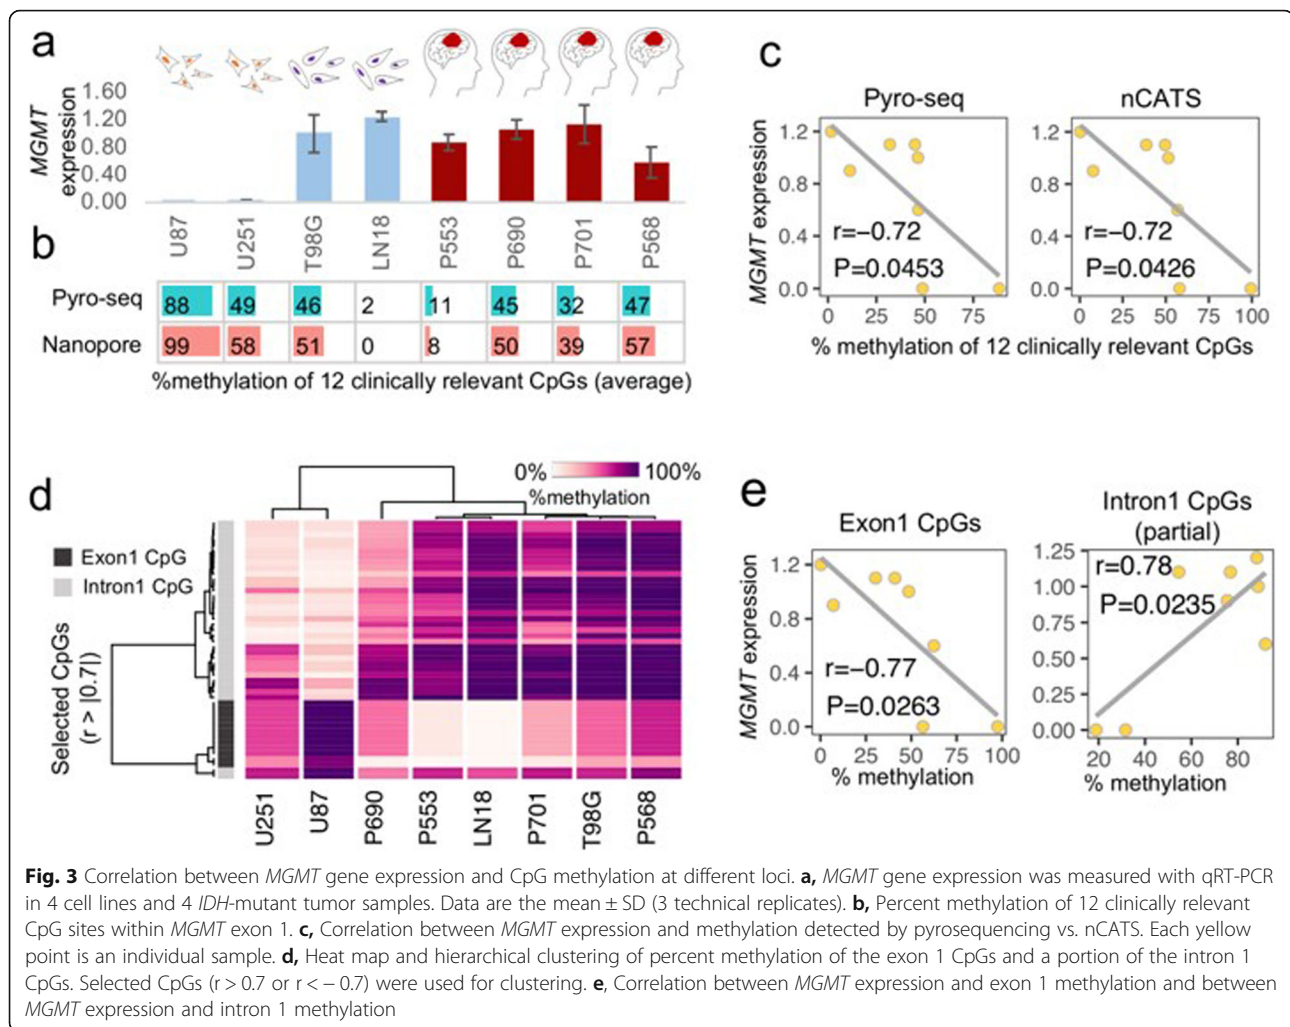 a
MGMT
expression
1.60
1.20
0.80
0.40
0.00
U87
U251
T98G
LN18
P553
P690
P701
P568
b
Pyro-seq 88 49 46 2 11 45 32 47
Nanopore 99 58 51 0 8 50 39 57
%methylation of 12 clinically relevant CpGs (average)
c
Pyro-seq
nCATS
MGMT expression
1.2
0.8
0.4
0.0
r=−0.72
P=0.0453
0 25 50 75
1.2
0.8
0.4
0.0
r=−0.72
P=0.0426
0 25 50 75 100
% methylation of 12 clinically relevant CpGs
d
0% 100%
%methylation
Exon1 CpG
Intron1 CpG
Selected CpGs
(r > |0.7|)
U251
U87
P690
P553
LN18
P701
T98G
P568
e
Exon1 CpGs
MGMT expression
1.2
0.8
0.4
0.0
r=−0.77
P=0.0263
0 25 50 75 100
% methylation
Intron1 CpGs
(partial)
1.25
1.00
0.75
0.50
0.25
0.00
r=0.78
P=0.0235
20 40 60 80
% methylation
Fig. 3 Correlation between MGMT gene expression and CpG methylation at different loci. a, MGMT gene expression was measured with qRT-PCR
in 4 cell lines and 4 IDH-mutant tumor samples. Data are the mean ± SD (3 technical replicates). b, Percent methylation of 12 clinically relevant
CpG sites within MGMT exon 1. c, Correlation between MGMT expression and methylation detected by pyrosequencing vs. nCATS. Each yellow
point is an individual sample. d, Heat map and hierarchical clustering of percent methylation of the exon 1 CpGs and a portion of the intron 1
CpGs. Selected CpGs (r > 0.7 or r < − 0.7) were used for clustering. e, Correlation between MGMT expression and exon 1 methylation and between
MGMT expression and intron 1 methylation